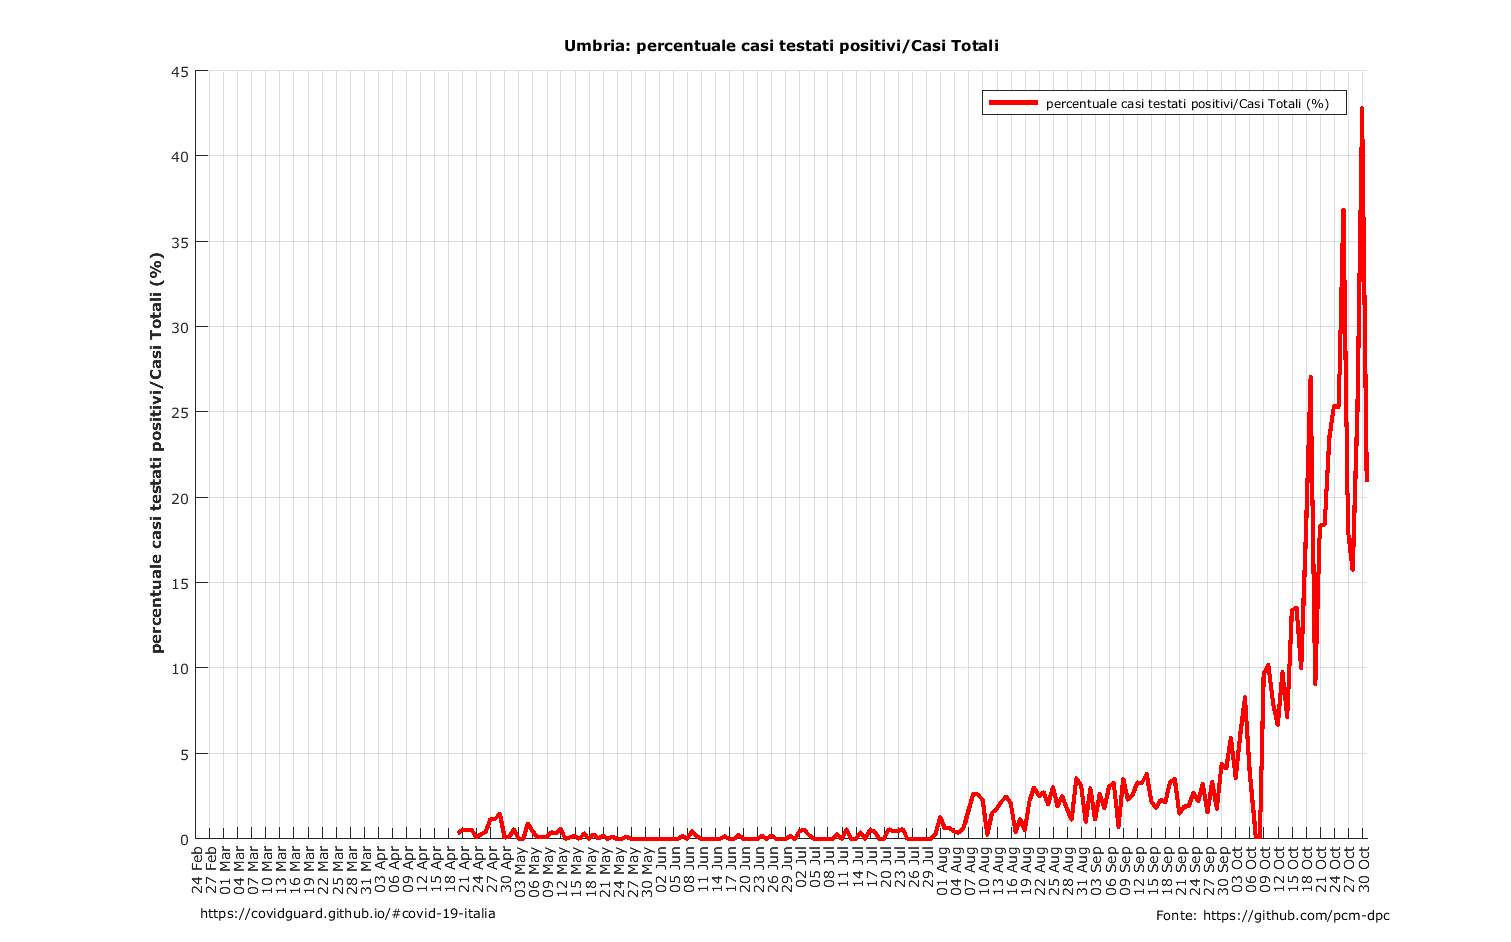 Umbria: percentuale casi testati positivi/Casi Totali
percentuale casi testati positivi/Casi Totali (%)
percentuale casi testati positivi/Casi Totali (%)
45
40
35
30
25
20
15
10
5
0
24 Feb
27 Feb
01 Mar
04 Mar
07 Mar
10 Mar
13 Mar
16 Mar
19 Mar
22 Mar
25 Mar
28 Mar
31 Mar
03 Apr
06 Apr
09 Apr
12 Apr
15 Apr
18 Apr
21 Apr
24 Apr
27 Apr
30 Apr
03 May
06 May
09 May
12 May
15 May
18 May
21 May
24 May
27 May
30 May
02 Jun
05 Jun
08 Jun
11 Jun
14 Jun
17 Jun
20 Jun
23 Jun
26 Jun
29 Jun
02 Jul
05 Jul
08 Jul
11 Jul
14 Jul
17 Jul
20 Jul
23 Jul
26 Jul
29 Jul
01 Aug
04 Aug
07 Aug
10 Aug
13 Aug
16 Aug
19 Aug
22 Aug
25 Aug
28 Aug
31 Aug
03 Sep
06 Sep
09 Sep
12 Sep
15 Sep
18 Sep
21 Sep
24 Sep
27 Sep
30 Sep
03 Oct
06 Oct
09 Oct
12 Oct
15 Oct
18 Oct
21 Oct
24 Oct
27 Oct
30 Oct
https://covidguard.github.io/#covid-19-italia
Fonte: https://github.com/pcm-dpc